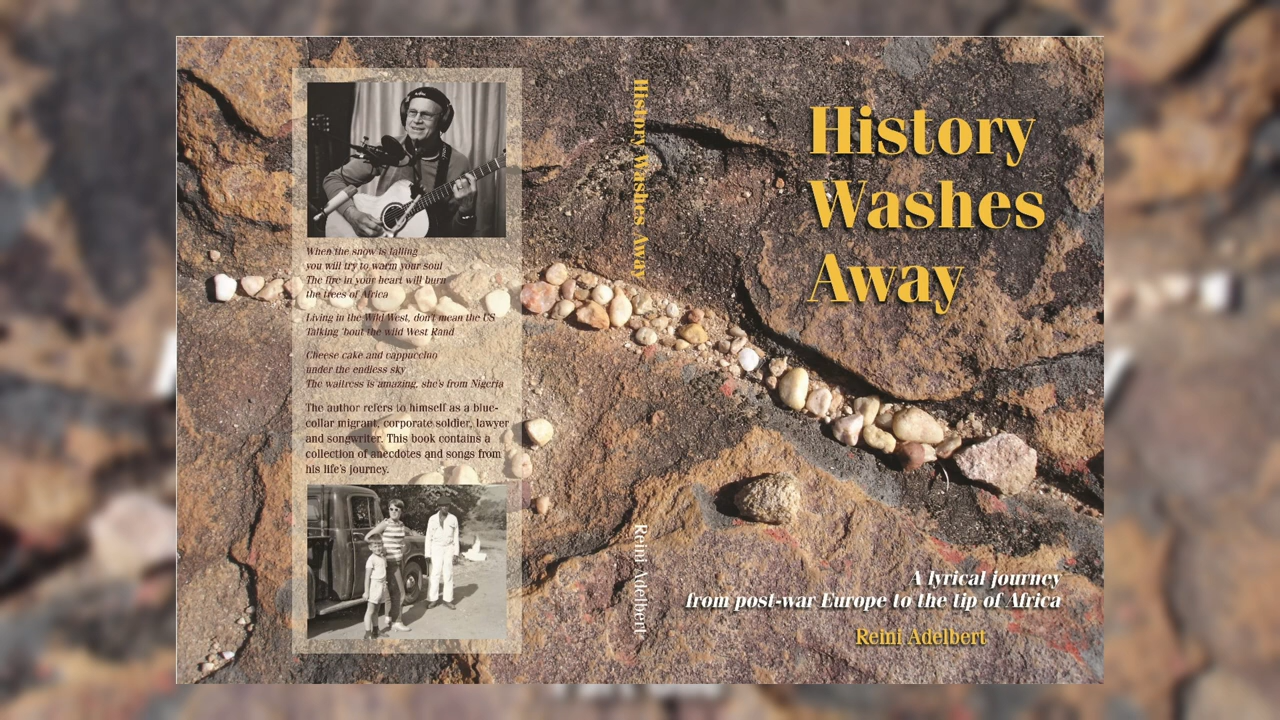 When the snow is falling
you will try to warm your soul
The fire in your heart will burn
the trees of Africa
Living in the Wild West, don't mean the US
Talking 'bout the wild West Rand
Cheese cake and cappuccino
under the endless sky
The waitress is amazing, she's from Nigeria
The author refers to himself as a blue-
collar migrant, corporate soldier, lawyer
and songwriter. This book contains a
collection of anecdotes and songs from
his life's journey.
History Washes Away
Reini Adelbert
History
Washes
Away
A lyrical journey
from post-war Europe to the tip of Africa
Reini Adelbert